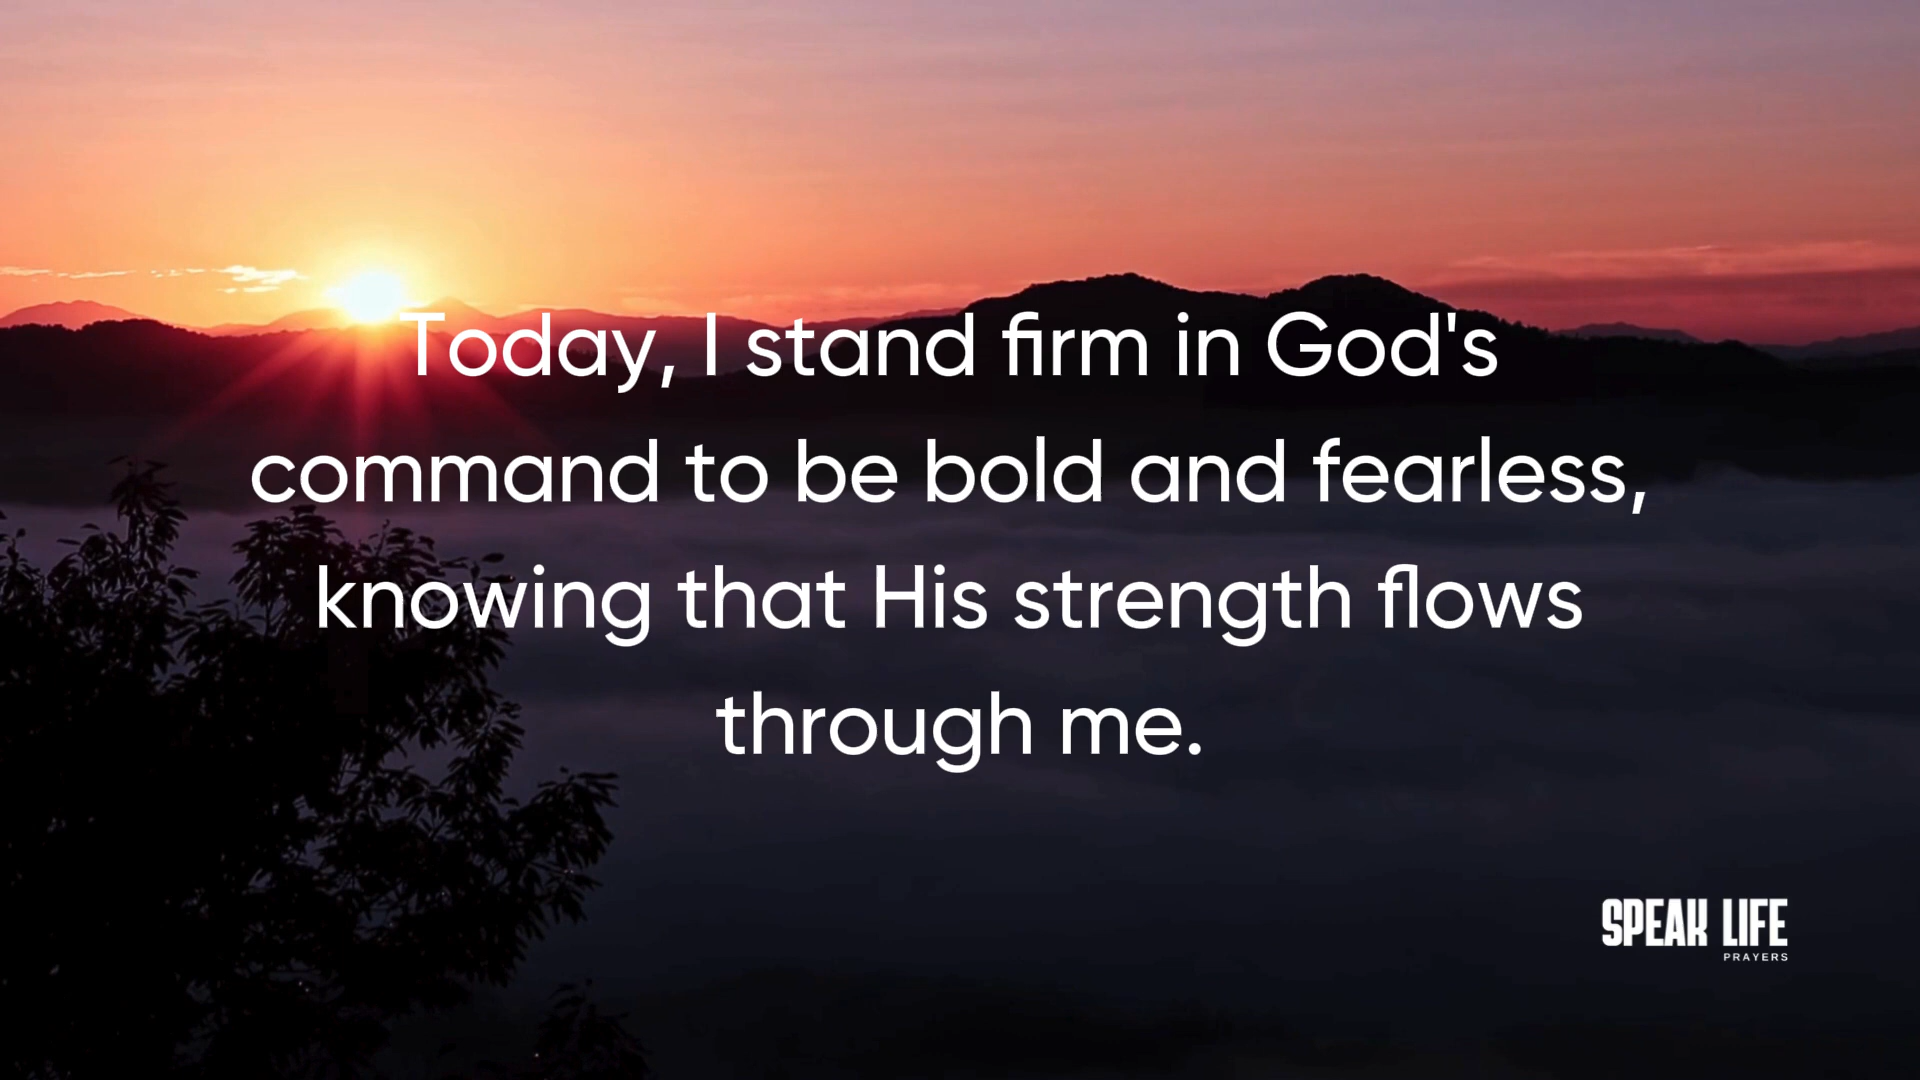 Today, I stand firm in God's
command to be bold and fearless,
knowing that His strength flows
through me.
SPEAK LIFE
PRAYERS